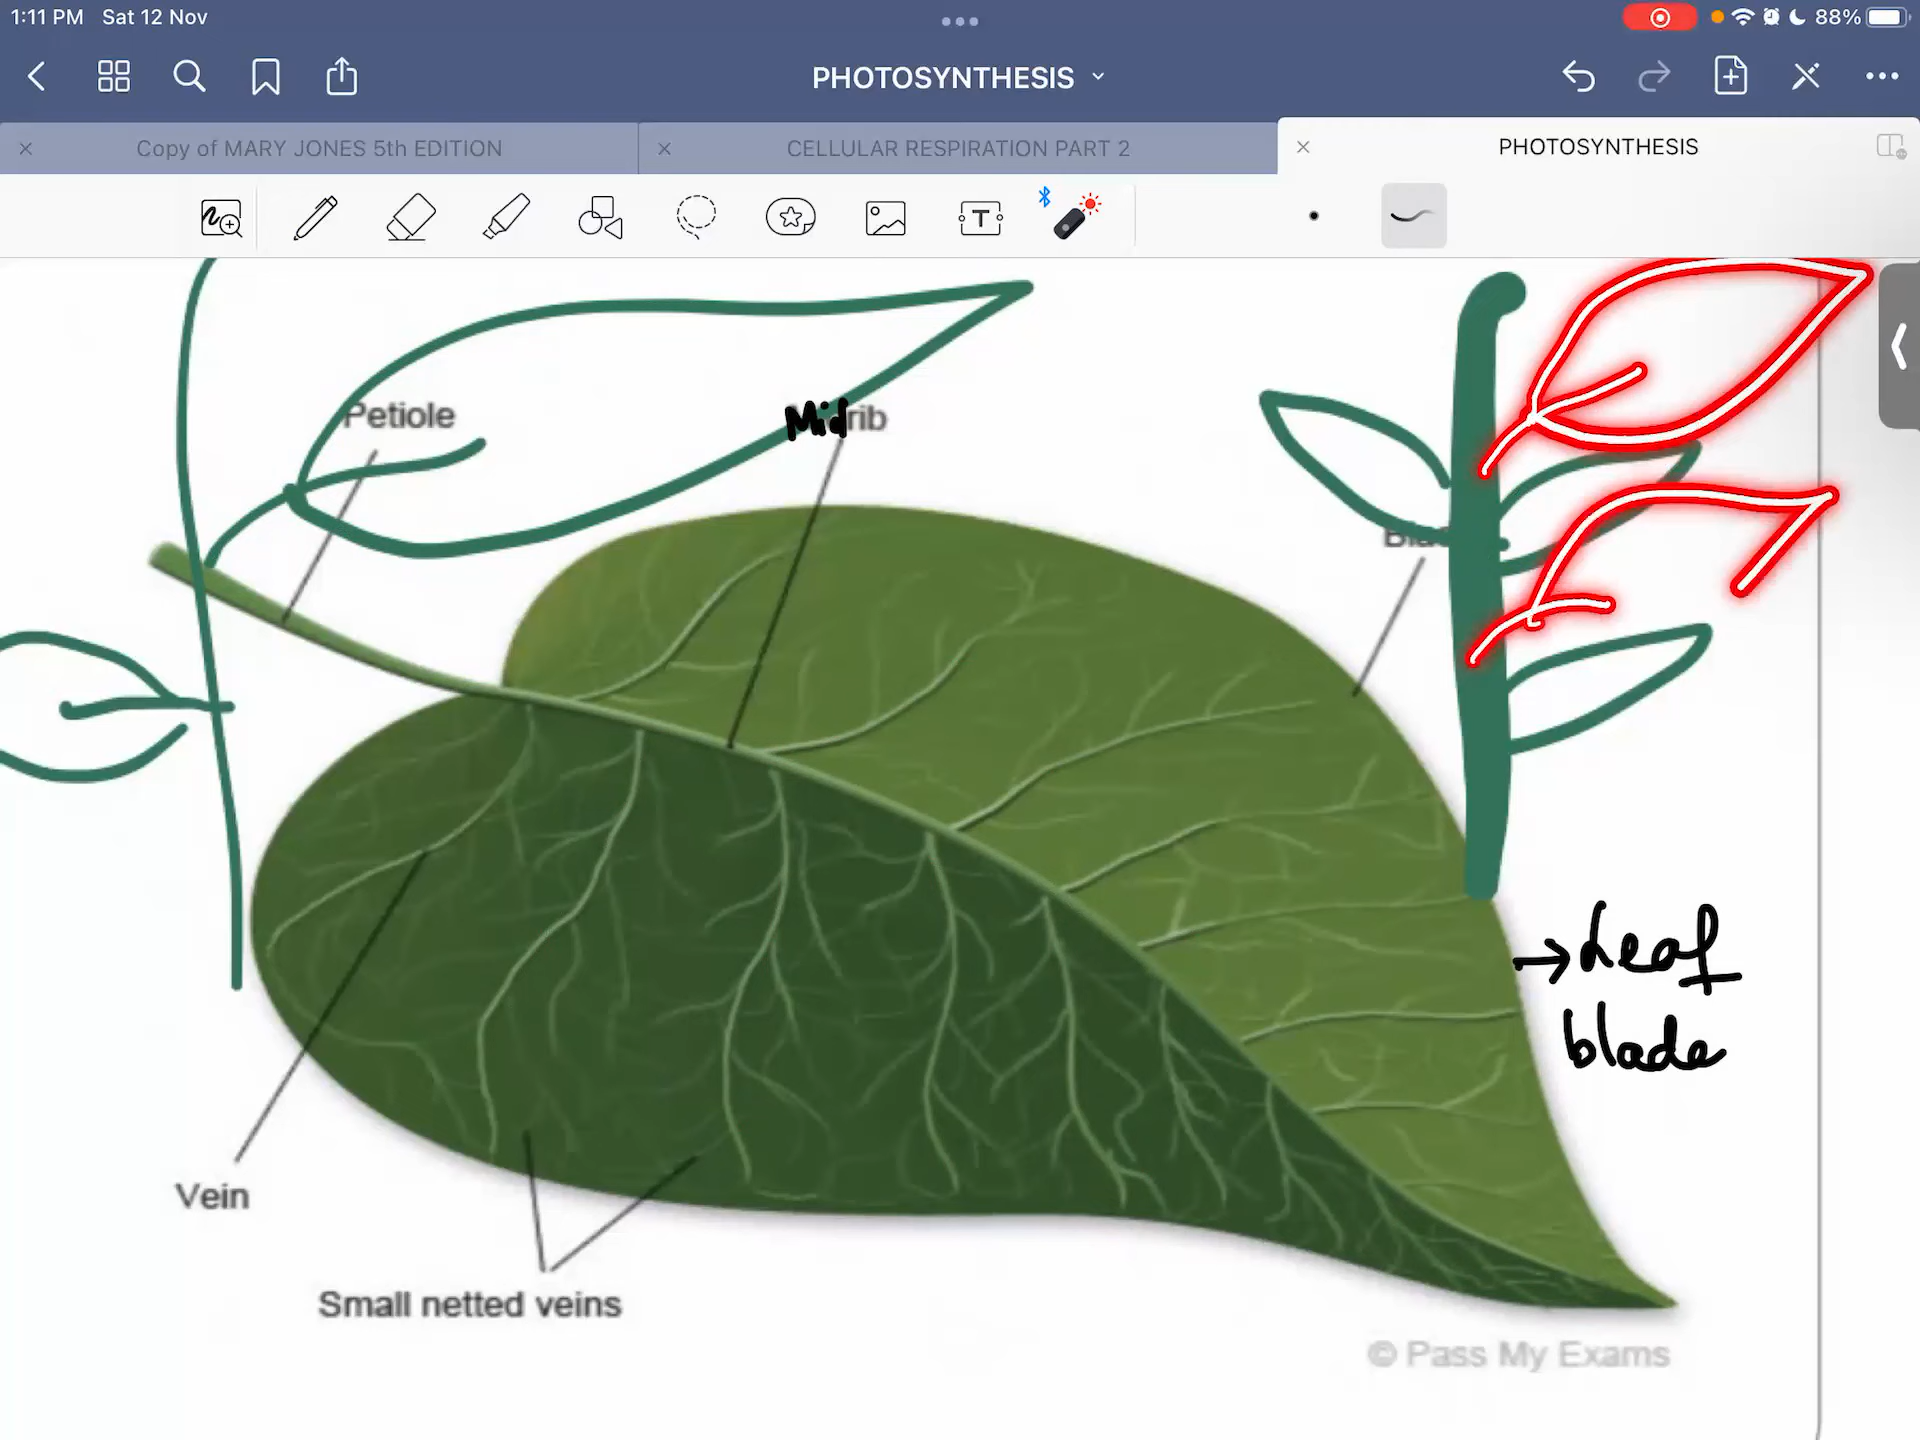 1:11 PM Sat 12 Nov
88%
PHOTOSYNTHESIS
Copy of MARY JONES 5th EDITION
CELLULAR RESPIRATION PART 2
PHOTOSYNTHESIS
T
Petiole
Midrib
→Leaf
blade
Vein
Small netted veins
© Pass My Exams